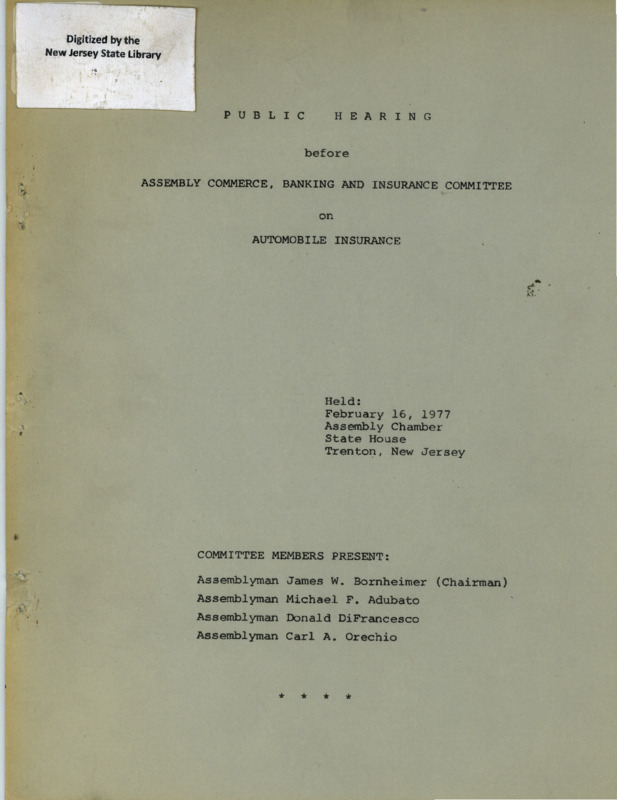 Digitized by the
New Jersey State Library
PUBLIC HEARING
before
ASSEMBLY COMMERCE, BANKING AND INSURANCE COMMITTEE
on
AUTOMOBILE INSURANCE
Held:
February 16, 1977
Assembly Chamber
State House
Trenton, New Jersey
COMMITTEE MEMBERS PRESENT:
Assemblyman James W. Bornheimer (Chairman)
Assemblyman Michael F. Adubato
Assemblyman Donald DiFrancesco
Assemblyman Carl A. Orechio
* * * *